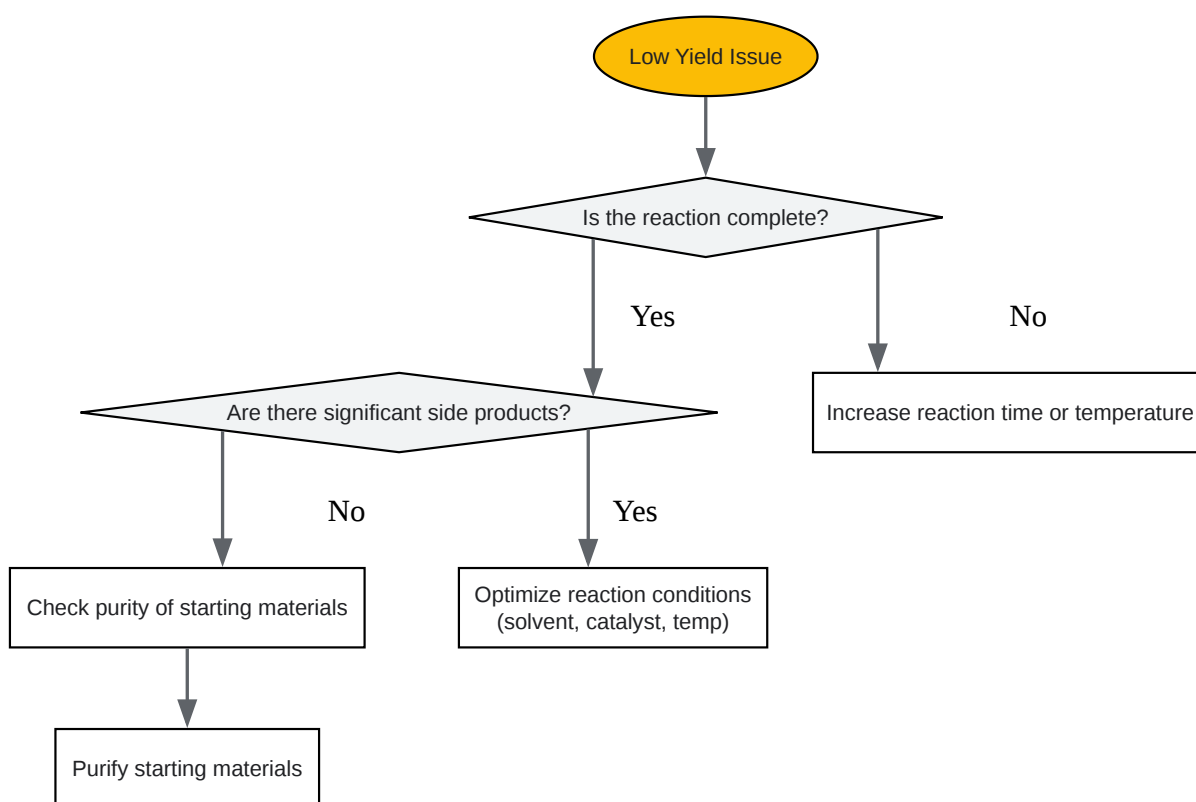 Low Yield Issue
Is the reaction complete?
Yes
No
Are there significant side products?
Increase reaction time or temperature
No
Yes
Check purity of starting materials
Optimize reaction conditions
(solvent, catalyst, temp)
Purify starting materials